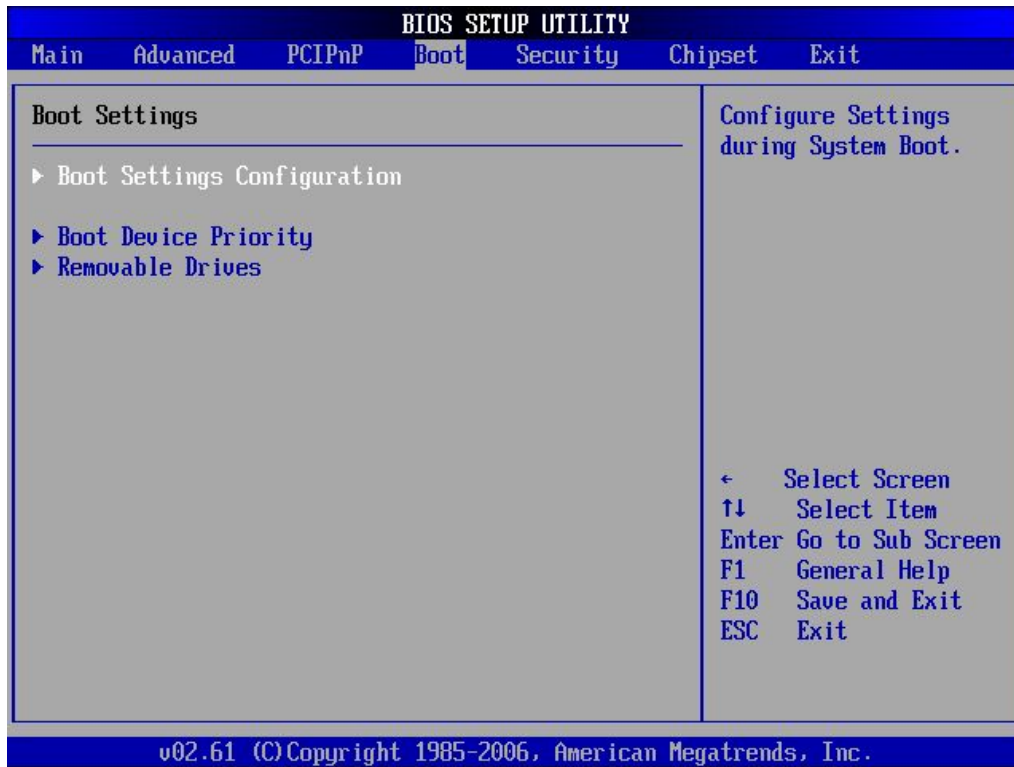 BIOS SETUP UTILITY
Main Advanced PCIPnP Boot Security Chipset Exit
Boot Settings
▶ Boot Settings Configuration
▶ Boot Device Priority
▶ Removable Drives
Configure Settings
during System Boot.
← Select Screen
↑↓ Select Item
Enter Go to Sub Screen
F1 General Help
F10 Save and Exit
ESC Exit
v02.61 (C)Copyright 1985-2006, American Megatrends, Inc.